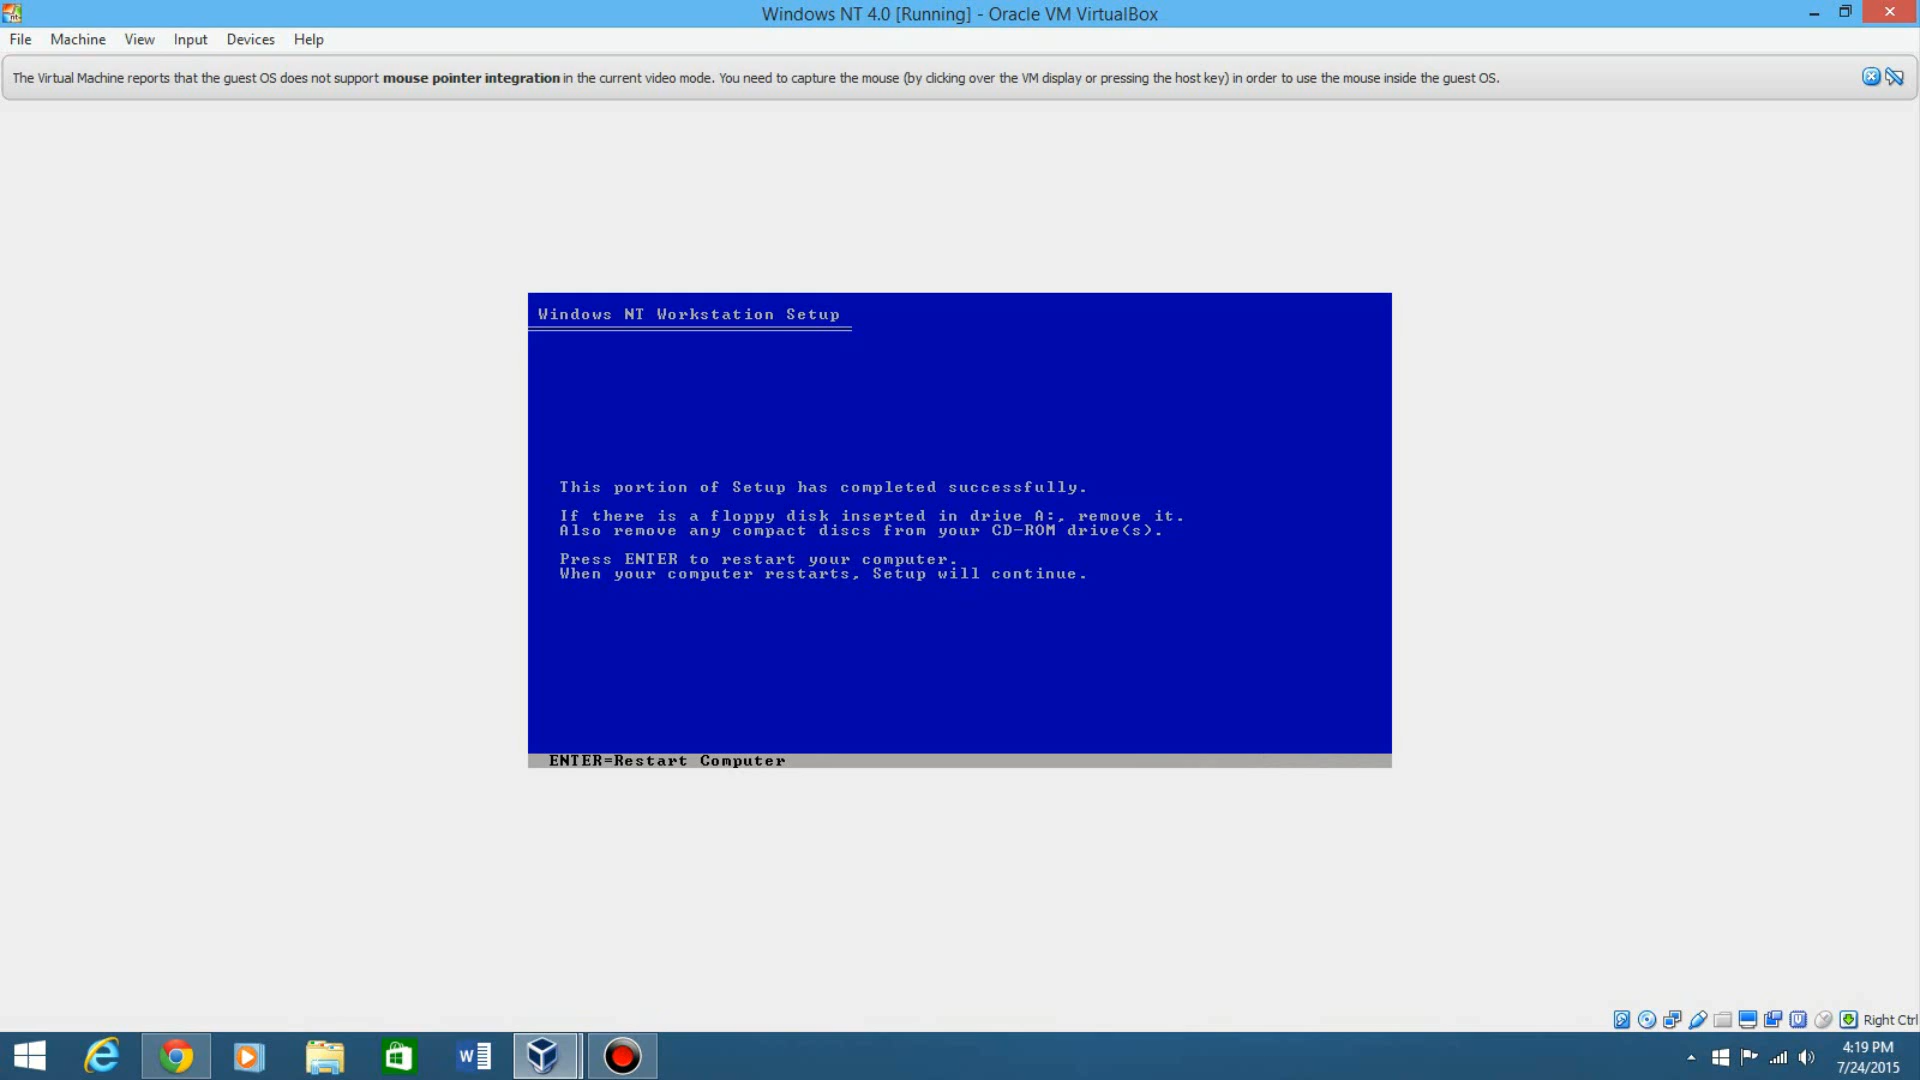 Windows NT 4.0 [Running] - Oracle VM VirtualBox
File Machine View Input Devices Help
The Virtual Machine reports that the guest OS does not support mouse pointer integration in the current video mode. You need to capture the mouse (by clicking over the VM display or pressing the host key) in order to use the mouse inside the guest OS.
Windows NT Workstation Setup
This portion of Setup has completed successfully.
If there is a floppy disk inserted in drive A:, remove it.
Also remove any compact discs from your CD-ROM drive(s).
Press ENTER to restart your computer.
When your computer restarts, Setup will continue.
ENTER=Restart Computer
Right Ctrl
4:19 PM
7/24/2015